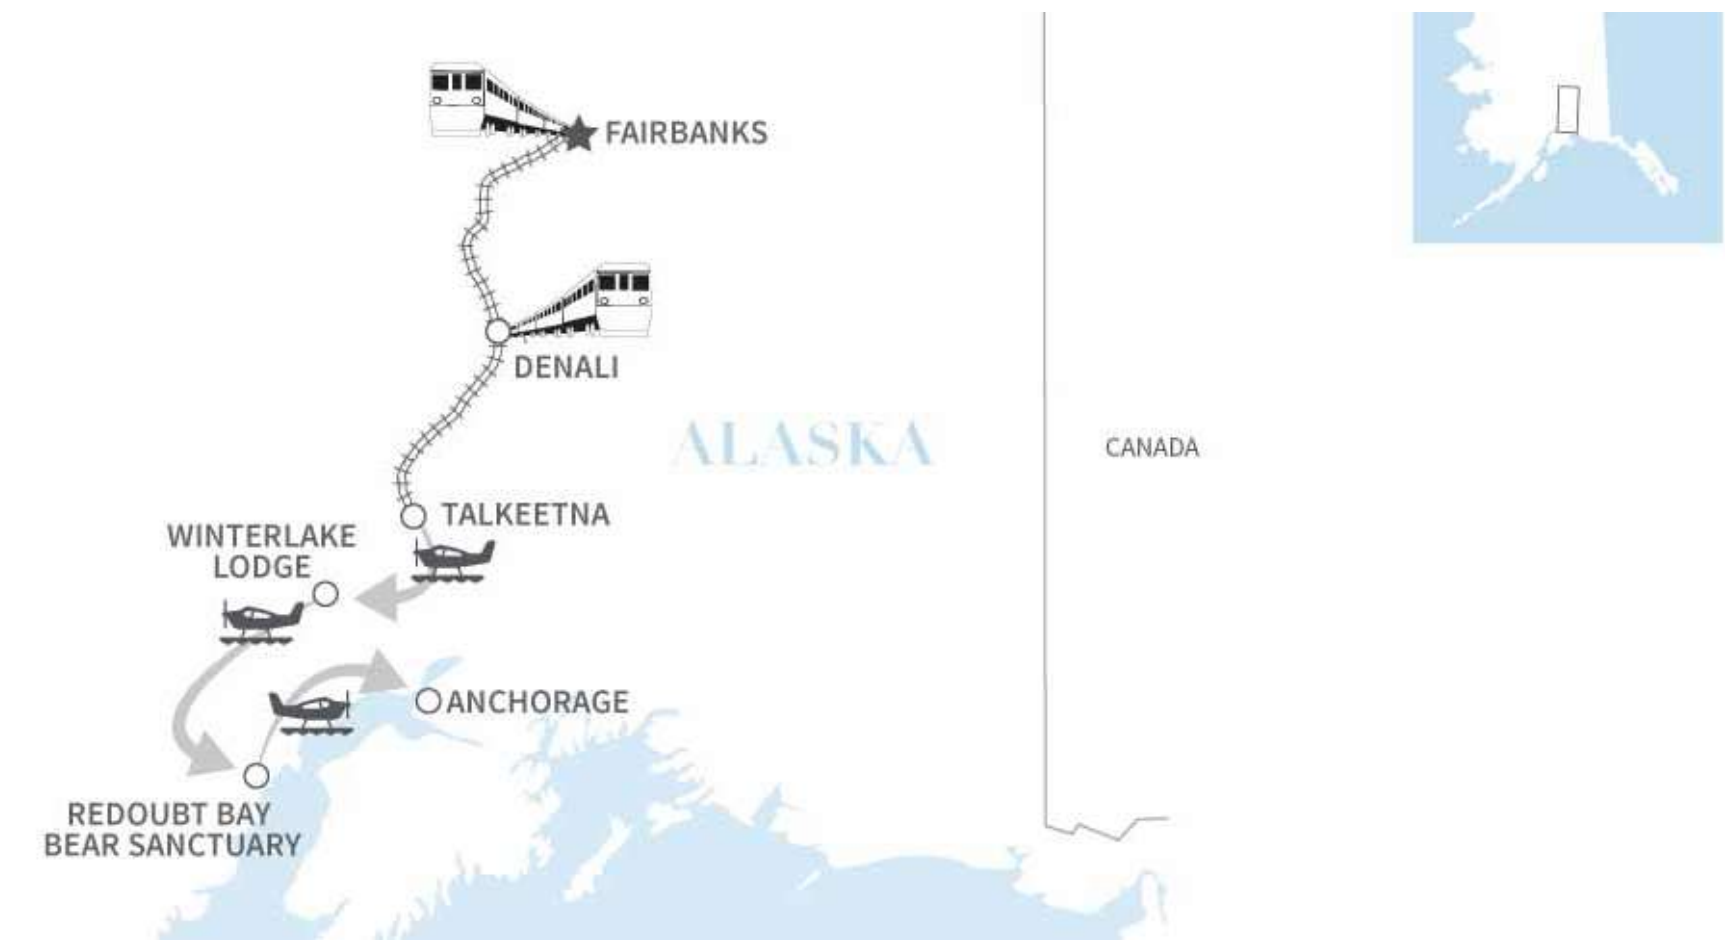 FAIRBANKS
DENALI
ALASKA
CANADA
TALKEETNA
WINTERLAKE
LODGE
ANCHORAGE
REDOUBT BAY
BEAR SANCTUARY